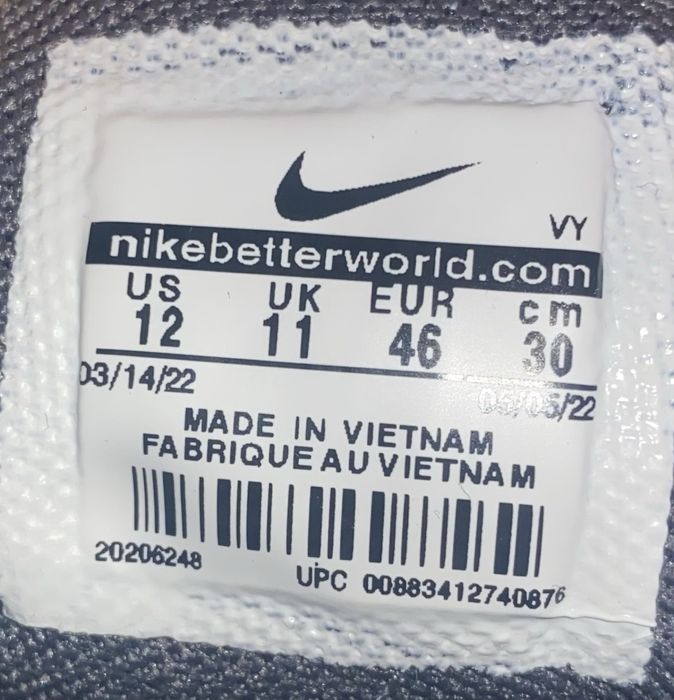 VY
nikebetterworld.com
US UK EUR cm
12 11 46 30
03/14/22 05/22
MADE IN VIETNAM
FABRIQUE AU VIETNAM
20206248
UPC 00883412740876